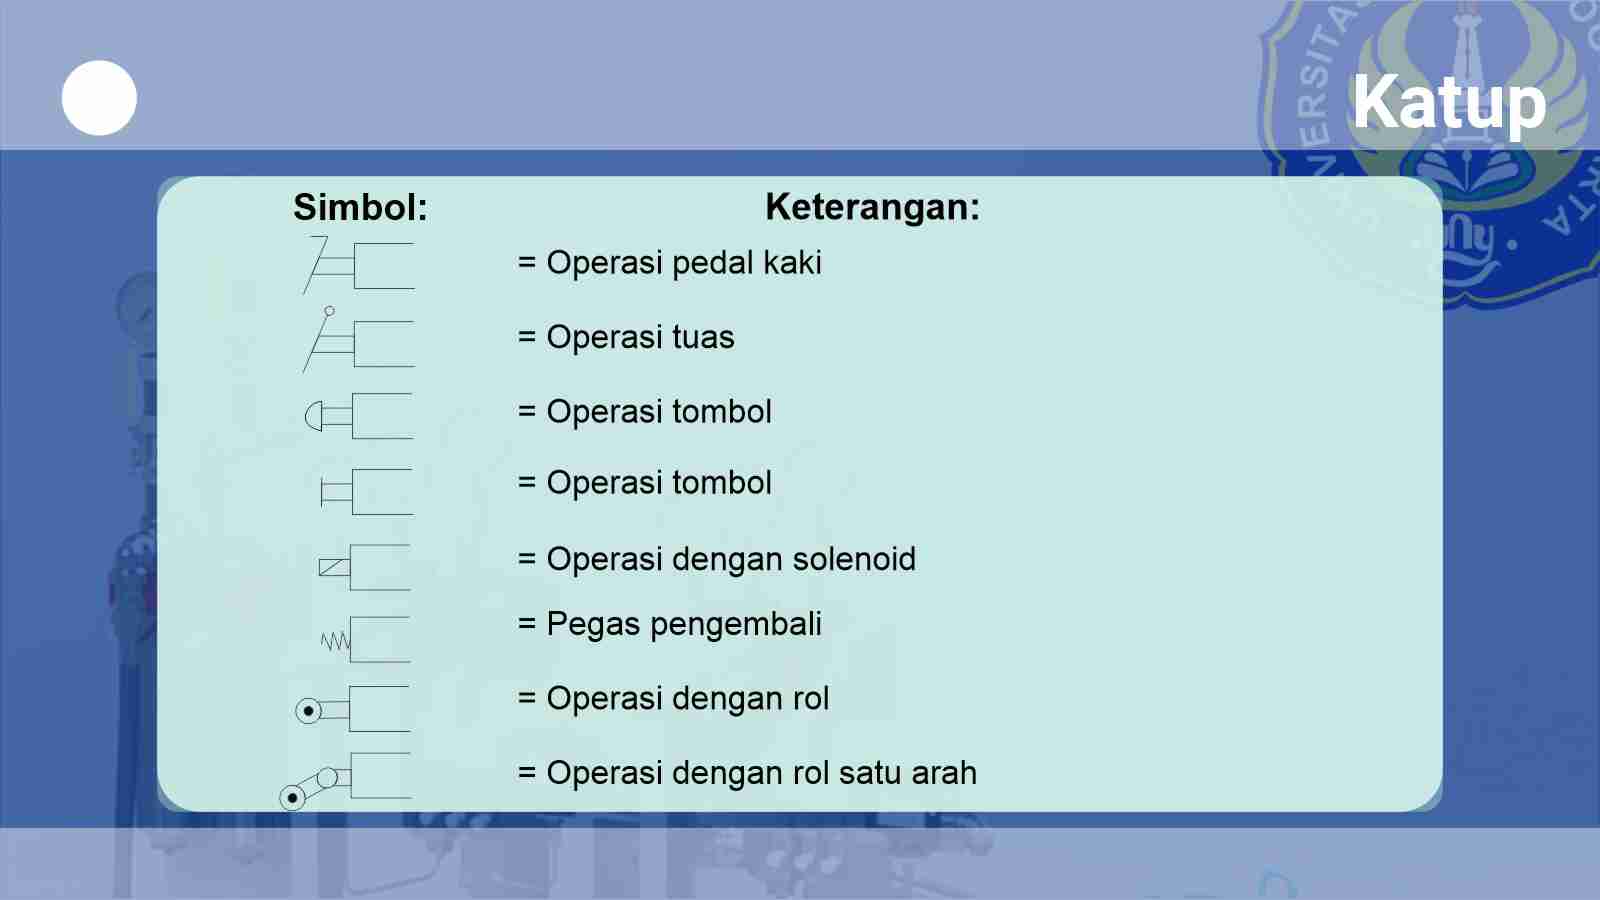 Katup
Simbol:
Keterangan:
= Operasi pedal kaki
= Operasi tuas
= Operasi tombol
= Operasi tombol
= Operasi dengan solenoid
= Pegas pengembali
= Operasi dengan rol
= Operasi dengan rol satu arah